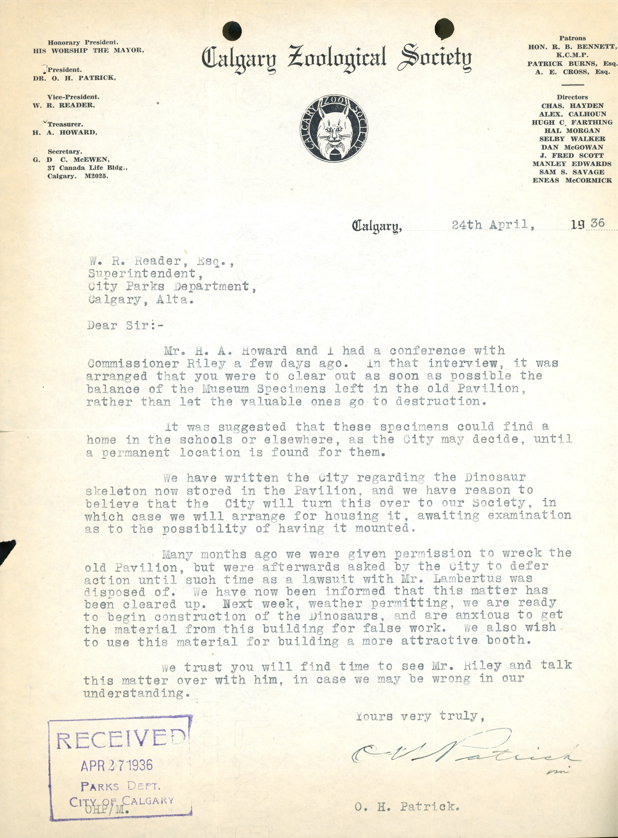 Honorary President.
HIS WORSHIP THE MAYOR,
President.
DR. O. H. PATRICK,
Vice-President.
W. R. READER,
Treasurer.
H. A. HOWARD,
Secretary.
G. D C. McEWEN,
37 Canada Life Bldg.,
Calgary. M2025.
Calgary Zoological Society
CALGARY ZOO SOCIETY
Patrons
HON. R. B. BENNETT,
K.C.M.P.
PATRICK BURNS, Esq.
A. E. CROSS, Esq.
Directors
CHAS. HAYDEN
ALEX. CALHOUN
HUGH C. FARTHING
HAL MORGAN
SELBY WALKER
DAN McGOWAN
J. FRED SCOTT
MANLEY EDWARDS
SAM S. SAVAGE
ENEAS McCORMICK
Calgary, 24th April, 19 36
W. R. Reader, Esq.,
Superintendent,
City Parks Department,
Calgary, Alta.
Dear Sir:-
Mr. H. A. Howard and I had a conference with
Commissioner Riley a few days ago. In that interview, it was
arranged that you were to clear out as soon as possible the
balance of the Museum Specimens left in the old Pavilion,
rather than let the valuable ones go to destruction.
It was suggested that these specimens could find a
home in the schools or elsewhere, as the City may decide, until
a permanent location is found for them.
We have written the City regarding the Dinosaur
skeleton now stored in the Pavilion, and we have reason to
believe that the City will turn this over to our Society, in
which case we will arrange for housing it, awaiting examination
as to the possibility of having it mounted.
Many months ago we were given permission to wreck the
old Pavilion, but were afterwards asked by the City to defer
action until such time as a lawsuit with Mr. Lambertus was
disposed of. We have now been informed that this matter has
been cleared up. Next week, weather permitting, we are ready
to begin construction of the Dinosaurs, and are anxious to get
the material from this building for false work. We also wish
to use this material for building a more attractive booth.
We trust you will find time to see Mr. Riley and talk
this matter over with him, in case we may be wrong in our
understanding.
Yours very truly,
O H Patrick
O. H. Patrick.
RECEIVED
APR 27 1936
PARKS DEPT.
CITY OF CALGARY
OHP/M.